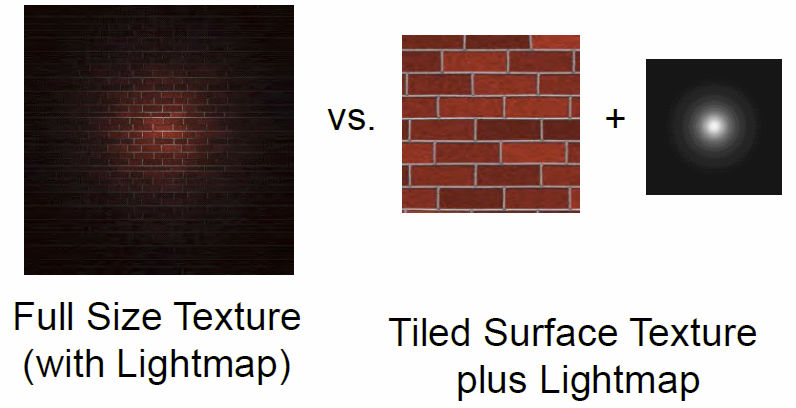 vs.
+
Full Size Texture
(with Lightmap)
Tiled Surface Texture
plus Lightmap